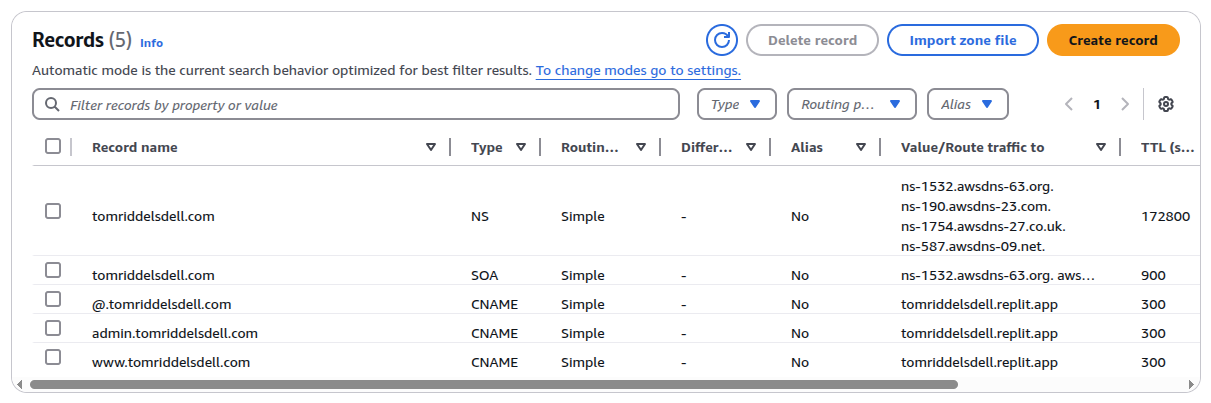 Records (5) Info
Delete record
Import zone file
Create record
Automatic mode is the current search behavior optimized for best filter results. To change modes go to settings.
Filter records by property or value
Type
Routing p...
Alias
1
Record name Type Routin... Differ... Alias Value/Route traffic to TTL (s...
tomriddelsdell.com NS Simple - No ns-1532.awsdns-63.org.
ns-190.awsdns-23.com.
ns-1754.awsdns-27.co.uk.
ns-587.awsdns-09.net. 172800
tomriddelsdell.com SOA Simple - No ns-1532.awsdns-63.org. aws... 900
@.tomriddelsdell.com CNAME Simple - No tomriddelsdell.replit.app 300
admin.tomriddelsdell.com CNAME Simple - No tomriddelsdell.replit.app 300
www.tomriddelsdell.com CNAME Simple - No tomriddelsdell.replit.app 300